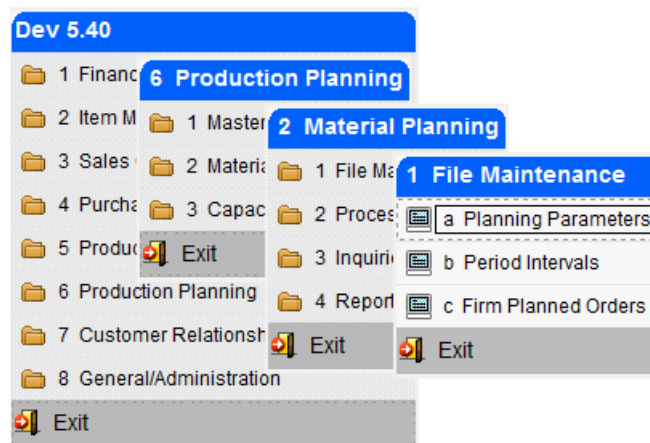 Dev 5.40
1 Financ
2 Item M
3 Sales
4 Purcha
5 Produc
6 Production Planning
7 Customer Relationsh
8 General/Administration
Exit
6 Production Planning
1 Master
2 Materia
3 Capac
Exit
2 Material Planning
1 File Ma
2 Proces
3 Inquiri
4 Report
Exit
1 File Maintenance
a Planning Parameters
b Period Intervals
c Firm Planned Orders
Exit